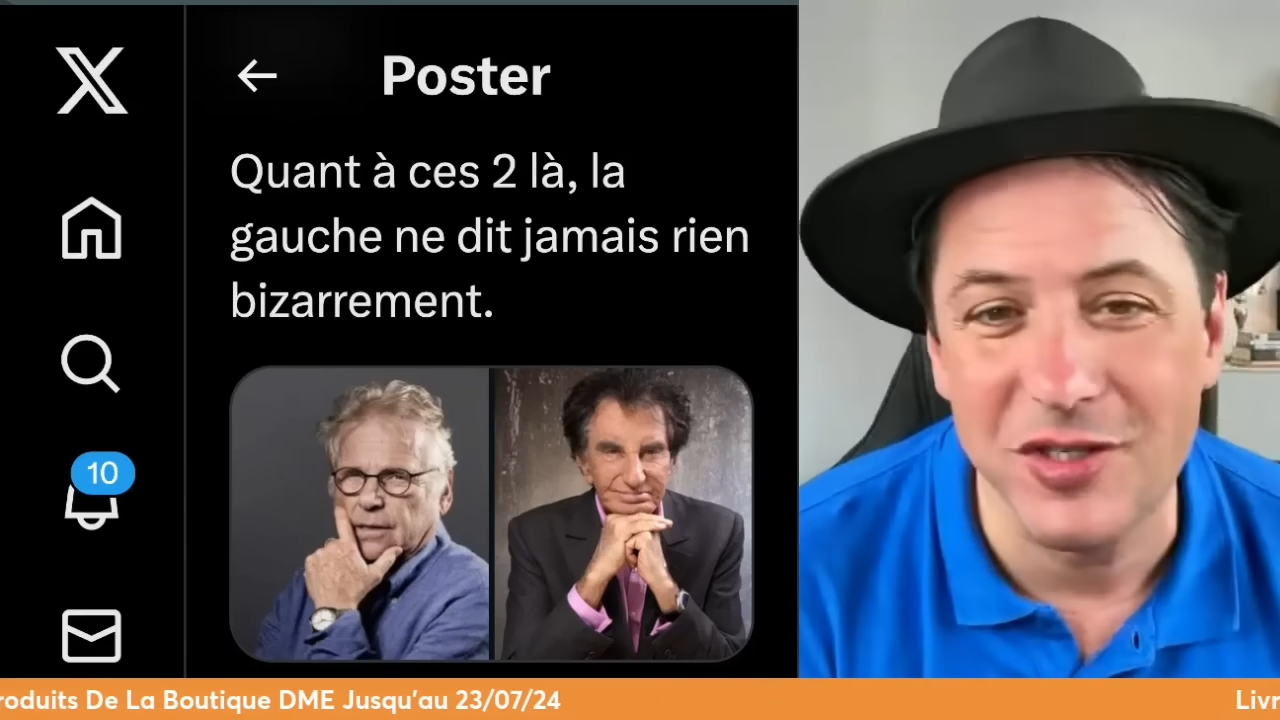 Poster
Quant à ces 2 là, la
gauche ne dit jamais rien
bizarrement.
10
roduits De La Boutique DME Jusqu'au 23/07/24
Livr